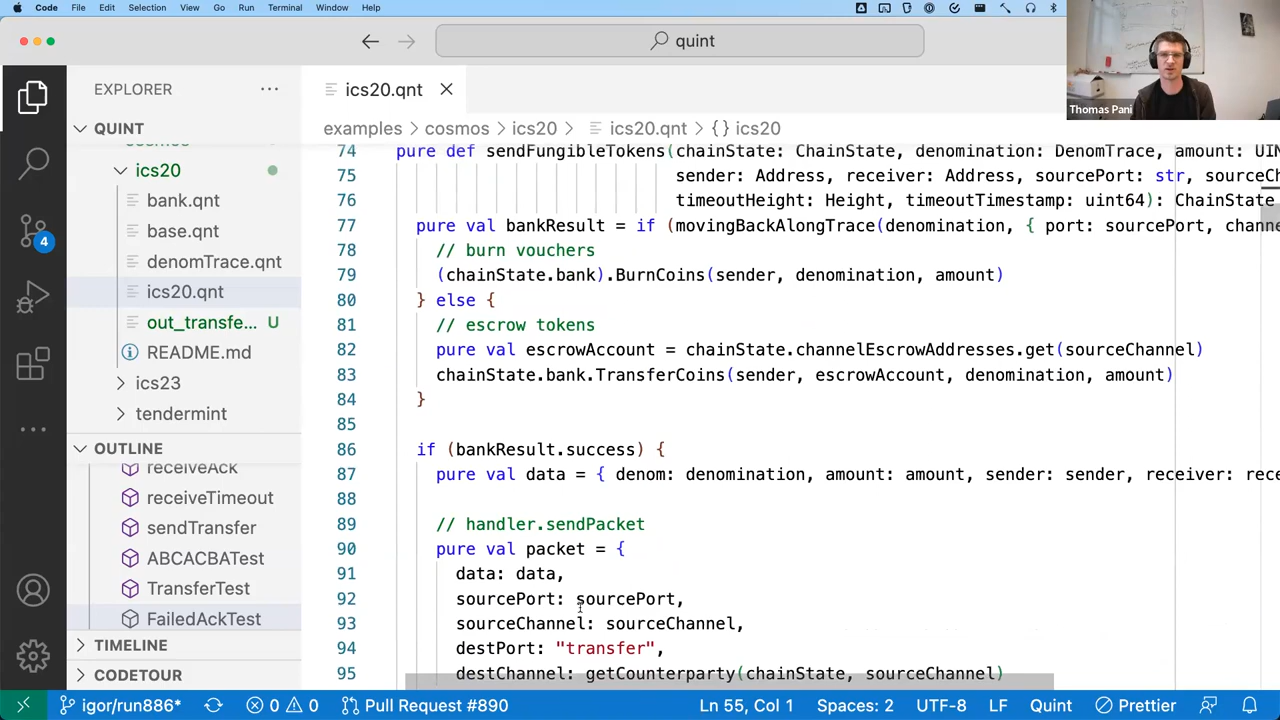 Code File Edit Selection View Go Run Terminal Window Help
quint
EXPLORER
ics20.qnt
Thomas Pani
QUINT
examples > cosmos > ics20 > ics20.qnt > {} ics20
cosmos
ics20
bank.qnt
base.qnt
denomTrace.qnt
ics20.qnt
out_transfe... U
README.md
ics23
tendermint
4
OUTLINE
receiveAck
receiveTimeout
sendTransfer
ABCACBATest
TransferTest
FailedAckTest
TIMELINE
CODETOUR
74 pure def sendFungibleTokens(chainState: ChainState, denomination: DenomTrace, amount: UIN
75 sender: Address, receiver: Address, sourcePort: str, sourceCh
76 timeoutHeight: Height, timeoutTimestamp: uint64): ChainState
77 pure val bankResult = if (movingBackAlongTrace(denomination, { port: sourcePort, chann
78 // burn vouchers
79 (chainState.bank).BurnCoins(sender, denomination, amount)
80 } else {
81 // escrow tokens
82 pure val escrowAccount = chainState.channelEscrowAddresses.get(sourceChannel)
83 chainState.bank.TransferCoins(sender, escrowAccount, denomination, amount)
84 }
85
86 if (bankResult.success) {
87 pure val data = { denom: denomination, amount: amount, sender: sender, receiver: rece
88
89 // handler.sendPacket
90 pure val packet = {
91 data: data,
92 sourcePort: sourcePort,
93 sourceChannel: sourceChannel,
94 destPort: "transfer",
95 destChannel: getCounterparty(chainState, sourceChannel)
igor/run886* 0 0 Pull Request #890 Ln 55, Col 1 Spaces: 2 UTF-8 LF Quint Prettier